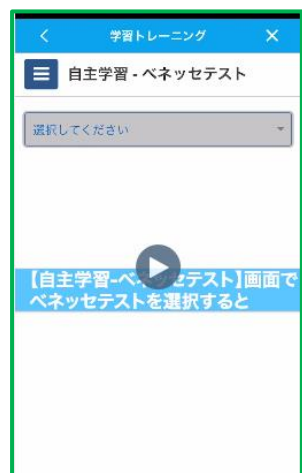 学習トレーニング
自主学習 - ベネッセテスト
選択してください
【自主学習-ベネッセテスト】画面で
ベネッセテストを選択すると